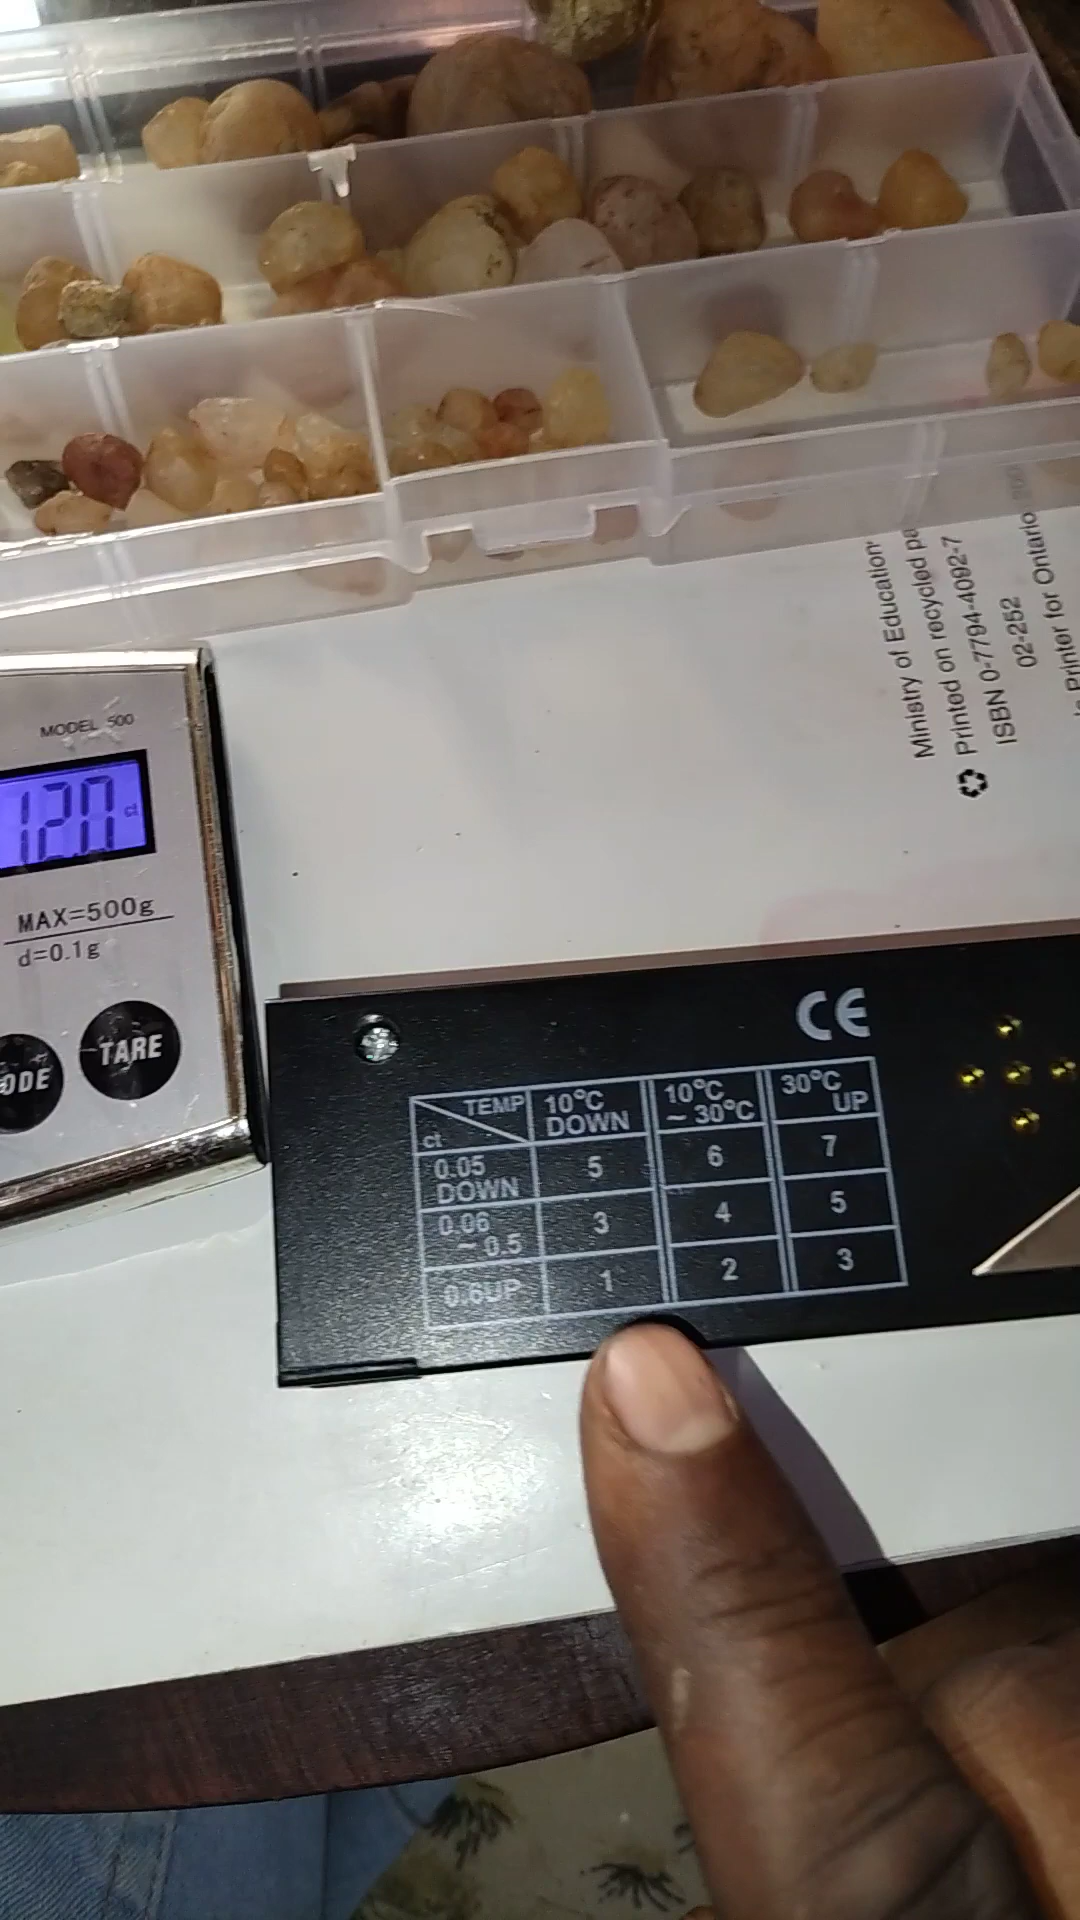 Ministry of Education
Printed on recycled
ISBN 0-7794-4092-7
02-252
Printer for Ontario
MODEL 500
120 ct
MAX=500g
d=0.1g
ODE
TARE
CE
TEMP ct 10°C DOWN 10°C ~ 30°C 30°C UP
0.05 DOWN 5 6 7
0.06 ~ 0.5 3 4 5
0.6UP 1 2 3